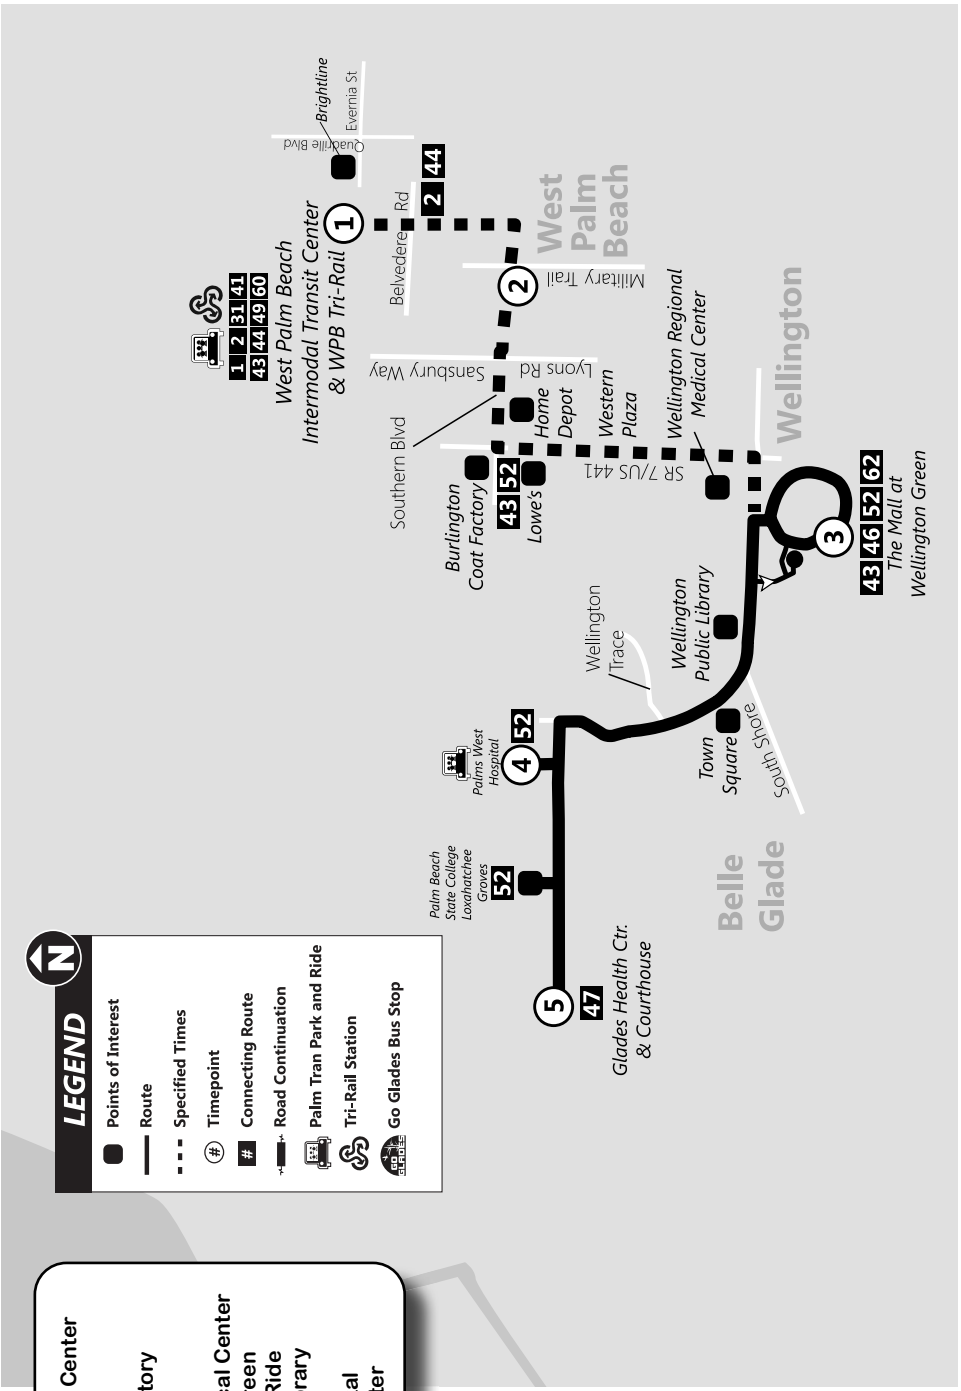 Center
tory
al Center
een
Ride
rary
al
ter
LEGEND
N
Points of Interest
Route
Specified Times
# Timepoint
# Connecting Route
Road Continuation
Palm Tran Park and Ride
Tri-Rail Station
GO GLADES Go Glades Bus Stop
Brightline
Evernia St
Quadrille Blvd
1 2 31 41
43 44 49 60
West Palm Beach
Intermodal Transit Center
& WPB Tri-Rail
1
Belvedere Rd
2 44
West
Palm
Beach
Military Trail
2
Sansbury Way
Lyons Rd
Southern Blvd
Home
Depot
Western
Plaza
Wellington Regional
Medical Center
Wellington
Burlington
Coat Factory
43 52
Lowe's
SR 7/US 441
3
43 46 52 62
The Mall at
Wellington Green
Wellington
Trace
Wellington
Public Library
Town
Square
South Shore
52
4
Palms West
Hospital
Palm Beach
State College
Loxahatchee
Groves
52
Belle
Glade
5
47
Glades Health Ctr.
& Courthouse